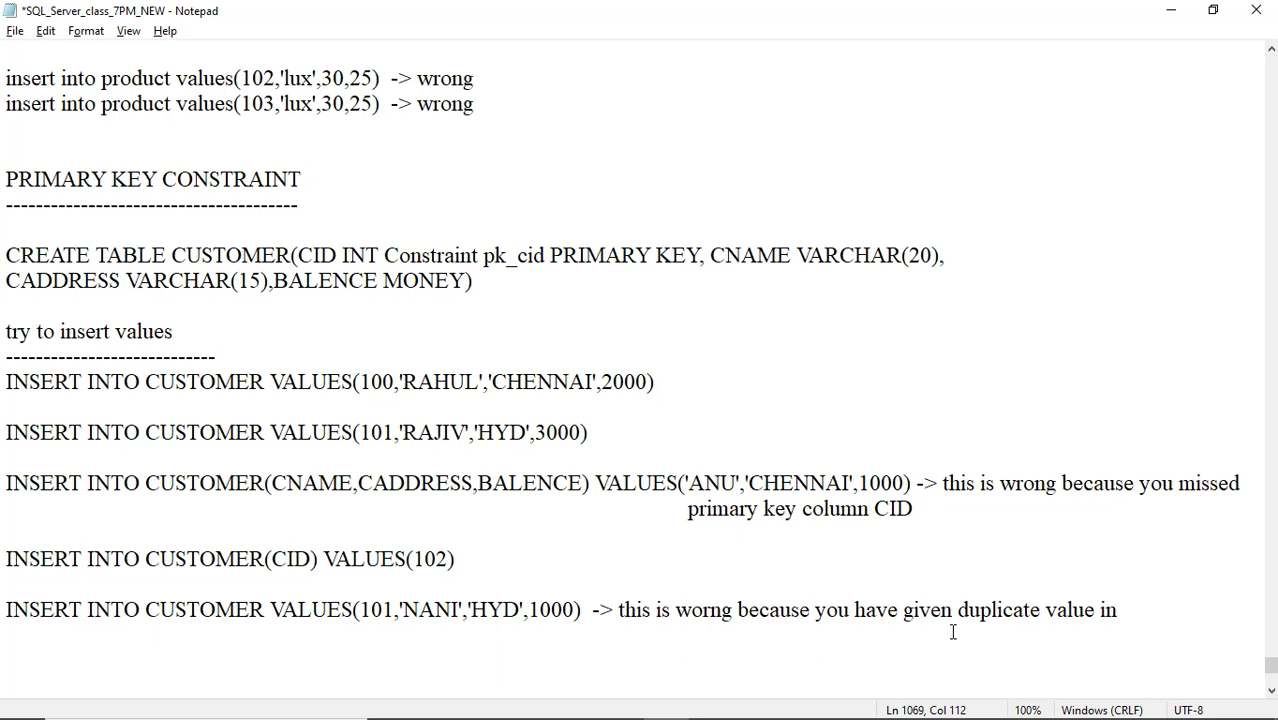 *SQL_Server_class_7PM_NEW - Notepad
File Edit Format View Help
insert into product values(102,'lux',30,25)  -> wrong
insert into product values(103,'lux',30,25)  -> wrong
PRIMARY KEY CONSTRAINT
---------------------------------------
CREATE TABLE CUSTOMER(CID INT Constraint pk_cid PRIMARY KEY, CNAME VARCHAR(20),
CADDRESS VARCHAR(15),BALENCE MONEY)
try to insert values
----------------------------
INSERT INTO CUSTOMER VALUES(100,'RAHUL','CHENNAI',2000)
INSERT INTO CUSTOMER VALUES(101,'RAJIV','HYD',3000)
INSERT INTO CUSTOMER(CNAME,CADDRESS,BALENCE) VALUES('ANU','CHENNAI',1000) -> this is wrong because you missed
primary key column CID
INSERT INTO CUSTOMER(CID) VALUES(102)
INSERT INTO CUSTOMER VALUES(101,'NANI','HYD',1000)  -> this is worng because you have given duplicate value in
Ln 1069, Col 112 100% Windows (CRLF) UTF-8